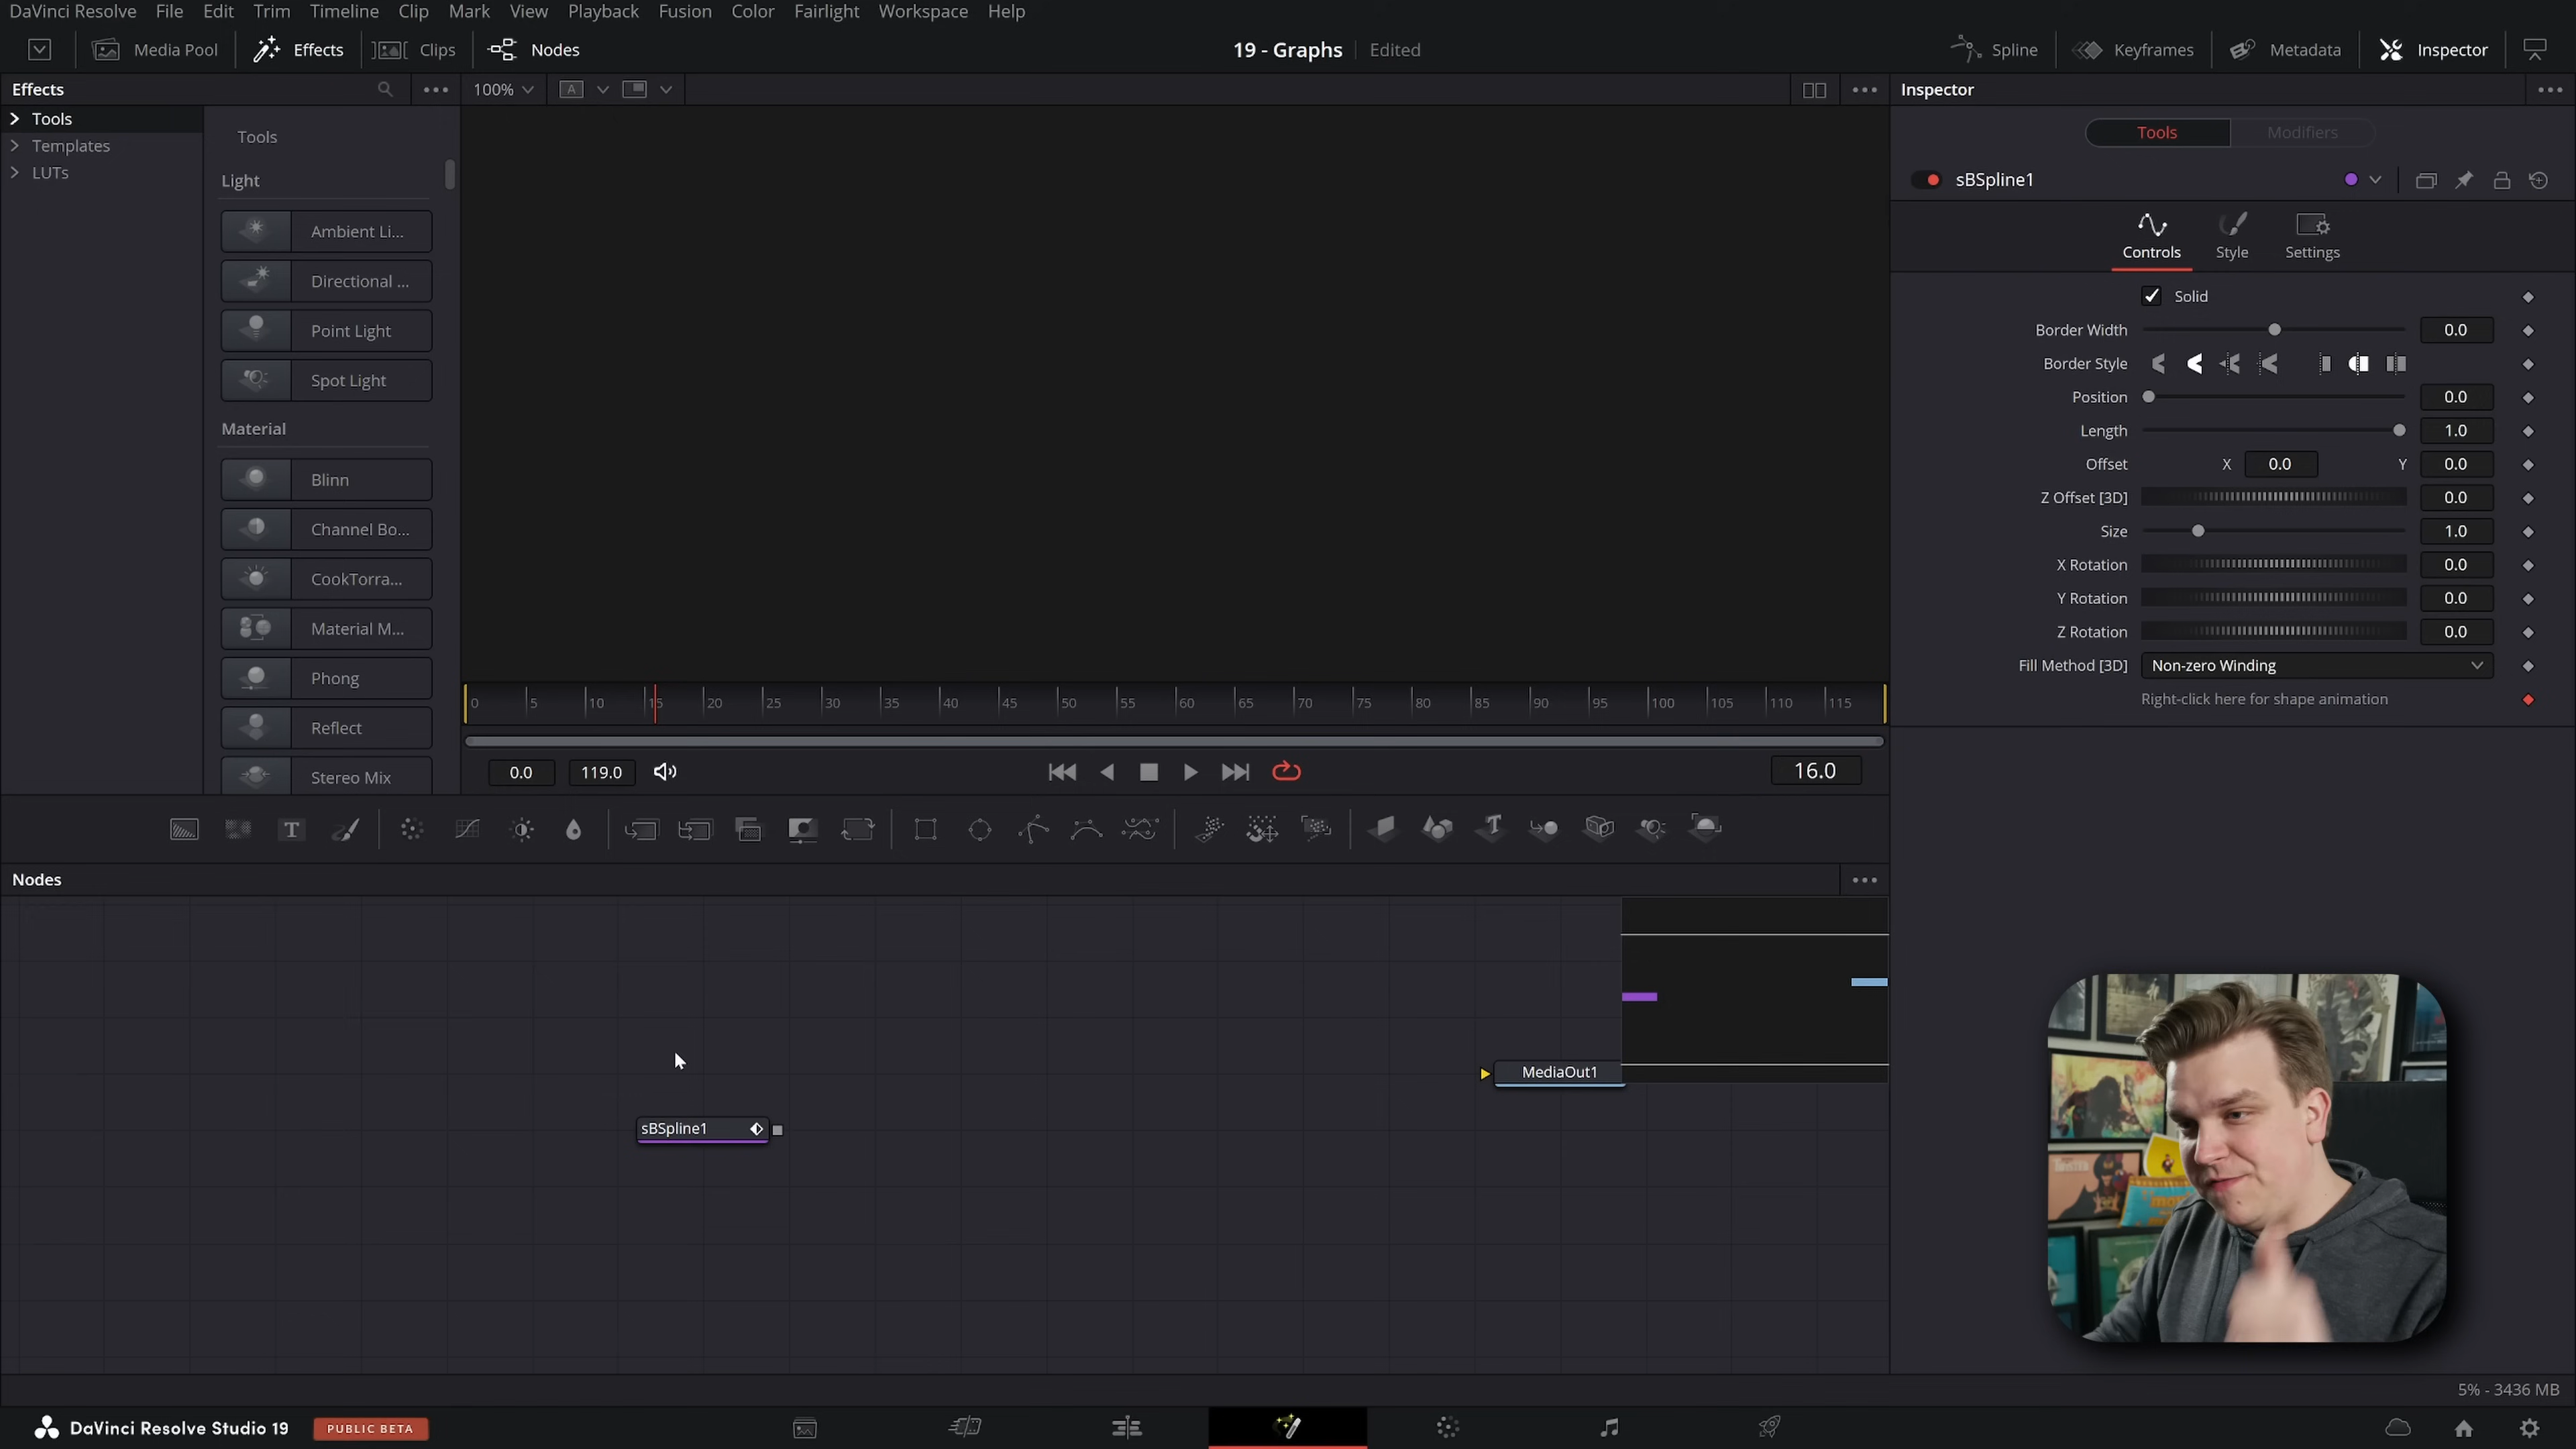 DaVinci Resolve File Edit Trim Timeline Clip Mark View Playback Fusion Color Fairlight Workspace Help
Media Pool Effects Clips Nodes 19 - Graphs Edited Spline Keyframes Metadata Inspector
Effects 100% A Inspector
Tools
Templates
LUTs
Tools
Light
Ambient Li...
Directional ...
Point Light
Spot Light
Material
Blinn
Channel Bo...
CookTorra...
Material M...
Phong
Reflect
Stereo Mix
Tools Modifiers
sBSpline1
Controls Style Settings
Solid
Border Width 0.0
Border Style
Position 0.0
Length 1.0
Offset X 0.0 Y 0.0
Z Offset [3D] 0.0
Size 1.0
X Rotation 0.0
Y Rotation 0.0
Z Rotation 0.0
Fill Method [3D] Non-zero Winding
Right-click here for shape animation
0 5 10 15 20 25 30 35 40 45 50 55 60 65 70 75 80 85 90 95 100 105 110 115
0.0 119.0 16.0
T
Nodes
MediaOut1
sBSpline1
5% - 3436 MB
DaVinci Resolve Studio 19 PUBLIC BETA